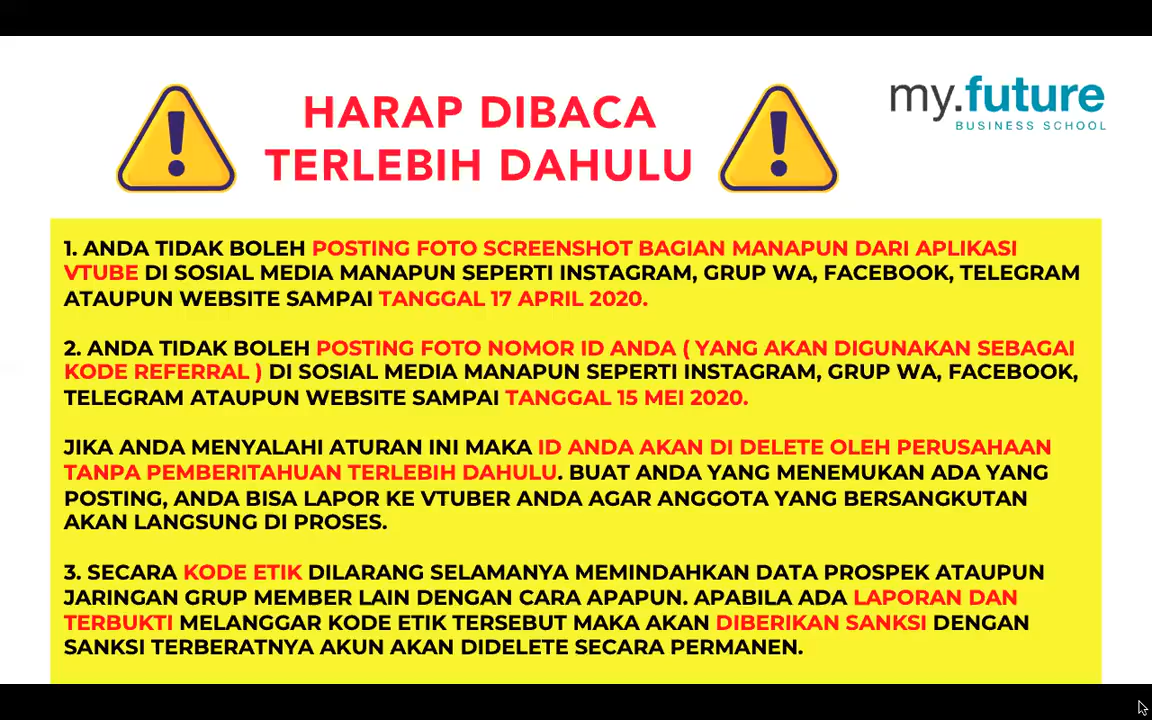 HARAP DIBACA
TERLEBIH DAHULU
my.future
BUSINESS SCHOOL
1. ANDA TIDAK BOLEH POSTING FOTO SCREENSHOT BAGIAN MANAPUN DARI APLIKASI
VTUBE DI SOSIAL MEDIA MANAPUN SEPERTI INSTAGRAM, GRUP WA, FACEBOOK, TELEGRAM
ATAUPUN WEBSITE SAMPAI TANGGAL 17 APRIL 2020.
2. ANDA TIDAK BOLEH POSTING FOTO NOMOR ID ANDA ( YANG AKAN DIGUNAKAN SEBAGAI
KODE REFERRAL ) DI SOSIAL MEDIA MANAPUN SEPERTI INSTAGRAM, GRUP WA, FACEBOOK,
TELEGRAM ATAUPUN WEBSITE SAMPAI TANGGAL 15 MEI 2020.
JIKA ANDA MENYALAHI ATURAN INI MAKA ID ANDA AKAN DI DELETE OLEH PERUSAHAAN
TANPA PEMBERITAHUAN TERLEBIH DAHULU. BUAT ANDA YANG MENEMUKAN ADA YANG
POSTING, ANDA BISA LAPOR KE VTUBER ANDA AGAR ANGGOTA YANG BERSANGKUTAN
AKAN LANGSUNG DI PROSES.
3. SECARA KODE ETIK DILARANG SELAMANYA MEMINDAHKAN DATA PROSPEK ATAUPUN
JARINGAN GRUP MEMBER LAIN DENGAN CARA APAPUN. APABILA ADA LAPORAN DAN
TERBUKTI MELANGGAR KODE ETIK TERSEBUT MAKA AKAN DIBERIKAN SANKSI DENGAN
SANKSI TERBERATNYA AKUN AKAN DIDELETE SECARA PERMANEN.